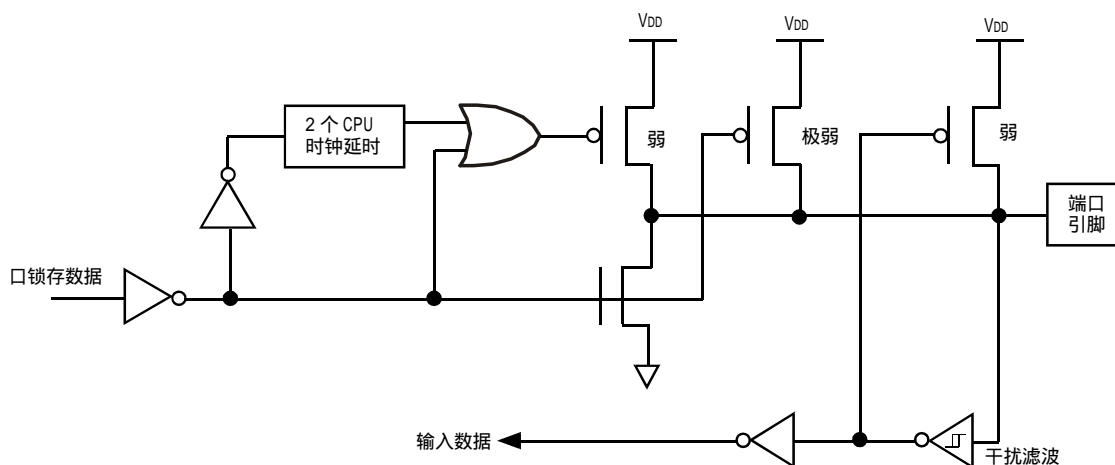 VDD
VDD
VDD
2 个 CPU
时钟延时
弱
极弱
弱
端口
引脚
口锁存数据
输入数据
干扰滤波